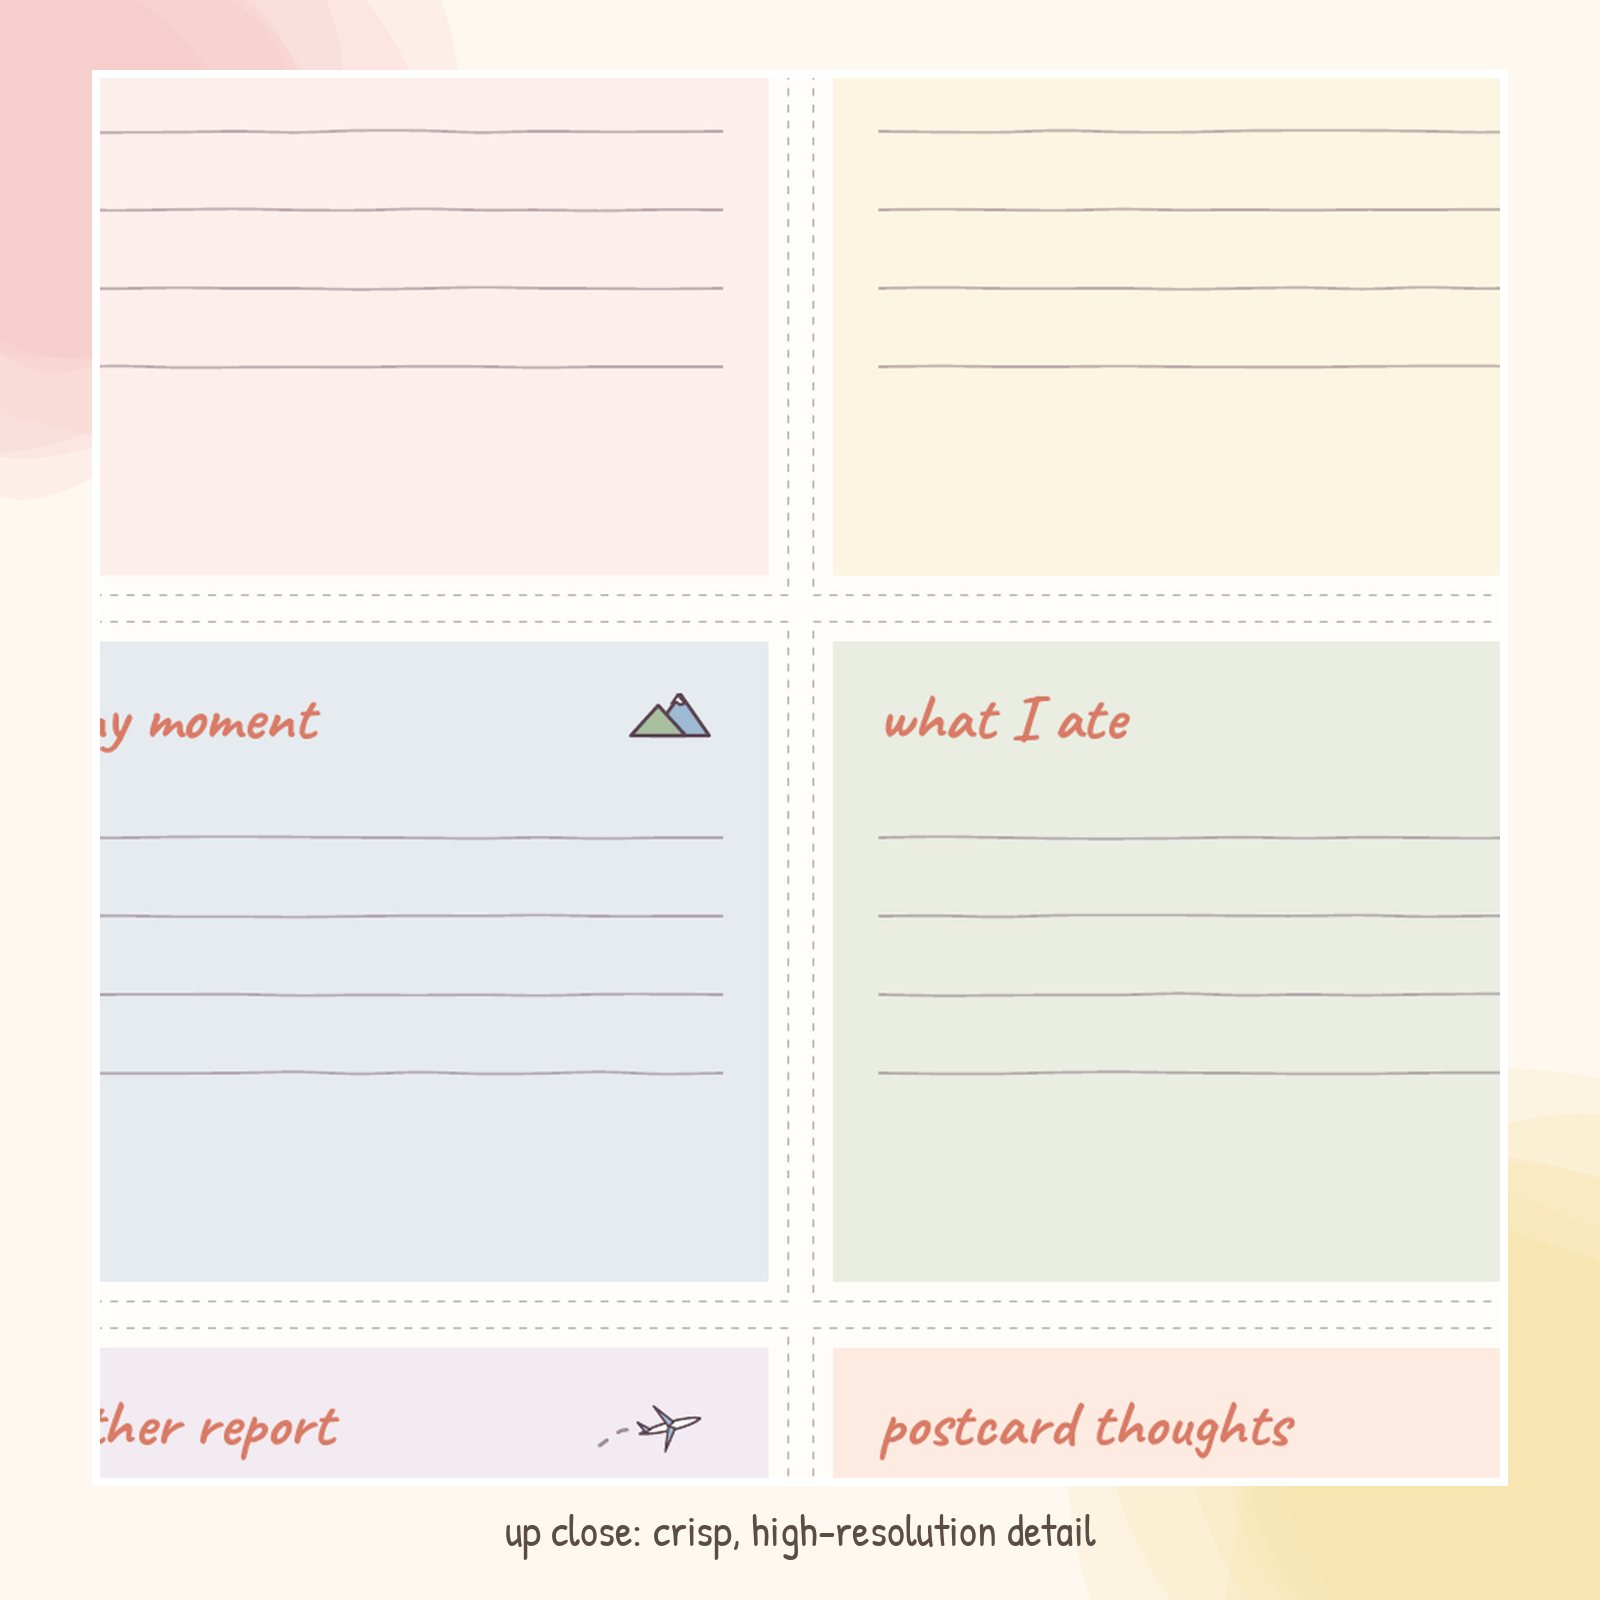 moment
what I ate
report
postcard thoughts
up close: crisp, high-resolution detail